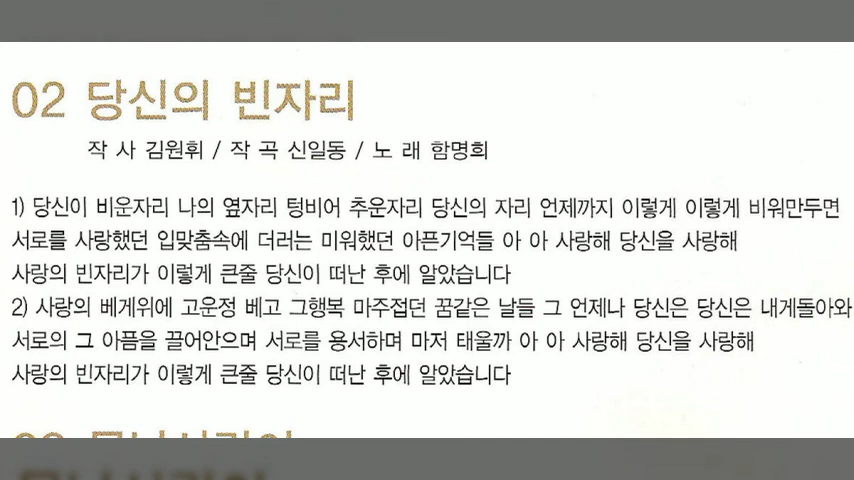 02 당신의 빈자리
작 사 김원휘 / 작 곡 신일동 / 노 래 함명희
1) 당신이 비운자리 나의 옆자리 텅비어 추운자리 당신의 자리 언제까지 이렇게 이렇게 비워만두면
서로를 사랑했던 입맞춤속에 더러는 미워했던 아픈기억들 아 아 사랑해 당신을 사랑해
사랑의 빈자리가 이렇게 큰줄 당신이 떠난 후에 알았습니다
2) 사랑의 베게위에 고운정 베고 그행복 마주접던 꿈같은 날들 그 언제나 당신은 당신은 내게돌아와
서로의 그 아픔을 끌어안으며 서로를 용서하며 마저 태울까 아 아 사랑해 당신을 사랑해
사랑의 빈자리가 이렇게 큰줄 당신이 떠난 후에 알았습니다